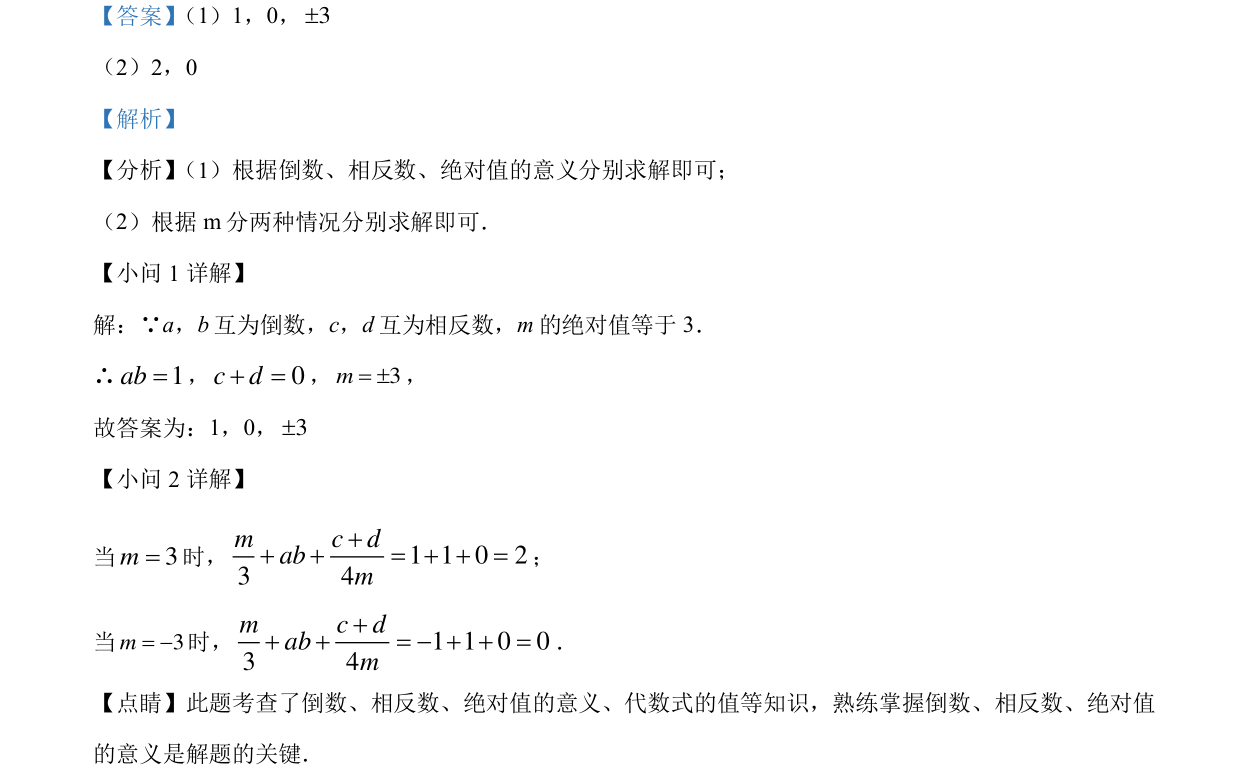 【答案】（1）1，0， ±3
（2）2，0
【解析】
【分析】（1）根据倒数、相反数、绝对值的意义分别求解即可；
（2）根据 m 分两种情况分别求解即可．
【小问 1 详解】
解：∵a，b 互为倒数，c，d 互为相反数，m 的绝对值等于 3．
∴ ab = 1，c + d = 0，m = ±3，
故答案为：1，0， ±3
【小问 2 详解】
当 m = 3 时，m/3 + ab + (c + d)/4m = 1 + 1 + 0 = 2；
当 m = −3 时，m/3 + ab + (c + d)/4m = −1 + 1 + 0 = 0．
【点睛】此题考查了倒数、相反数、绝对值的意义、代数式的值等知识，熟练掌握倒数、相反数、绝对值
的意义是解题的关键．